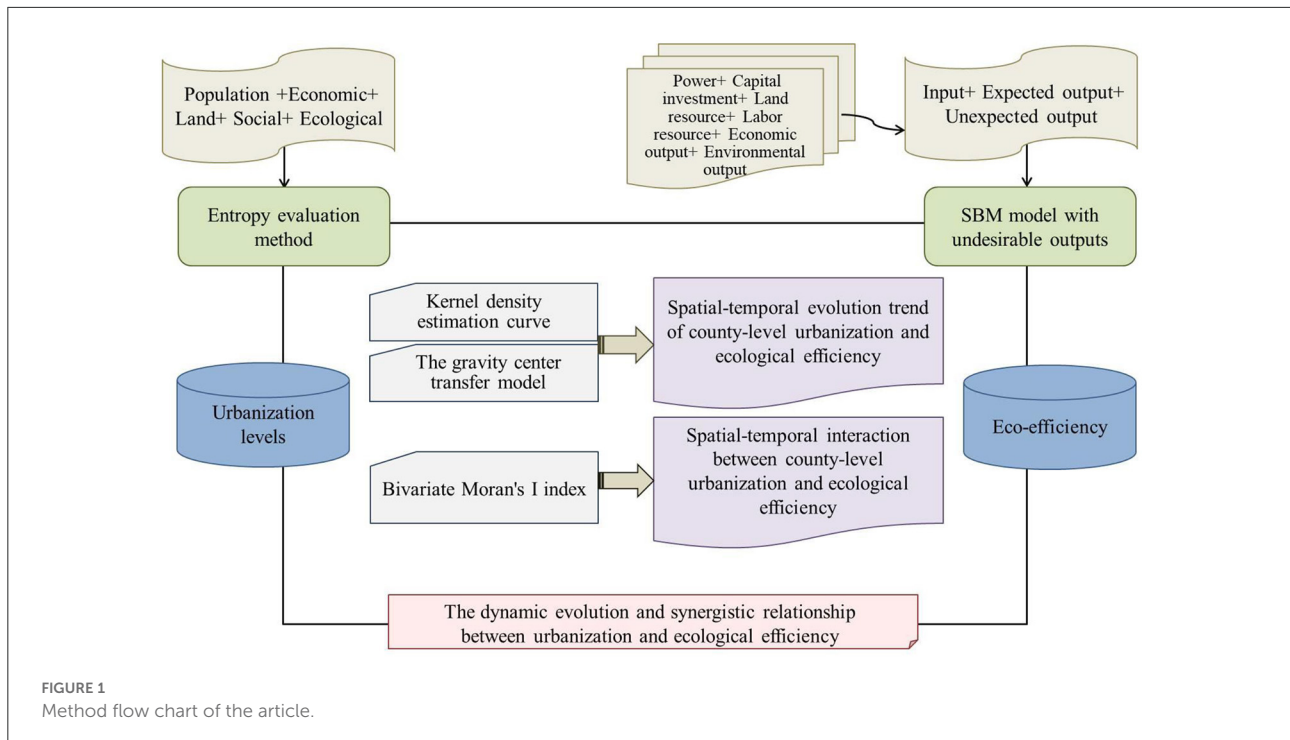 Population +Economic+
Land+ Social+ Ecological
Power+ Capital
investment+ Land
resource+ Labor
resource+ Economic
output+ Environmental
output
Input+ Expected output+
Unexpected output
Entropy evaluation
method
SBM model with
undesirable outputs
Kernel density
estimation curve
The gravity center
transfer model
Spatial-temporal evolution trend
of county-level urbanization and
ecological efficiency
Urbanization
levels
Eco-efficiency
Bivariate Moran's I index
Spatial-temporal interaction
between county-level
urbanization and ecological
efficiency
The dynamic evolution and synergistic relationship
between urbanization and ecological efficiency
FIGURE 1
Method flow chart of the article.